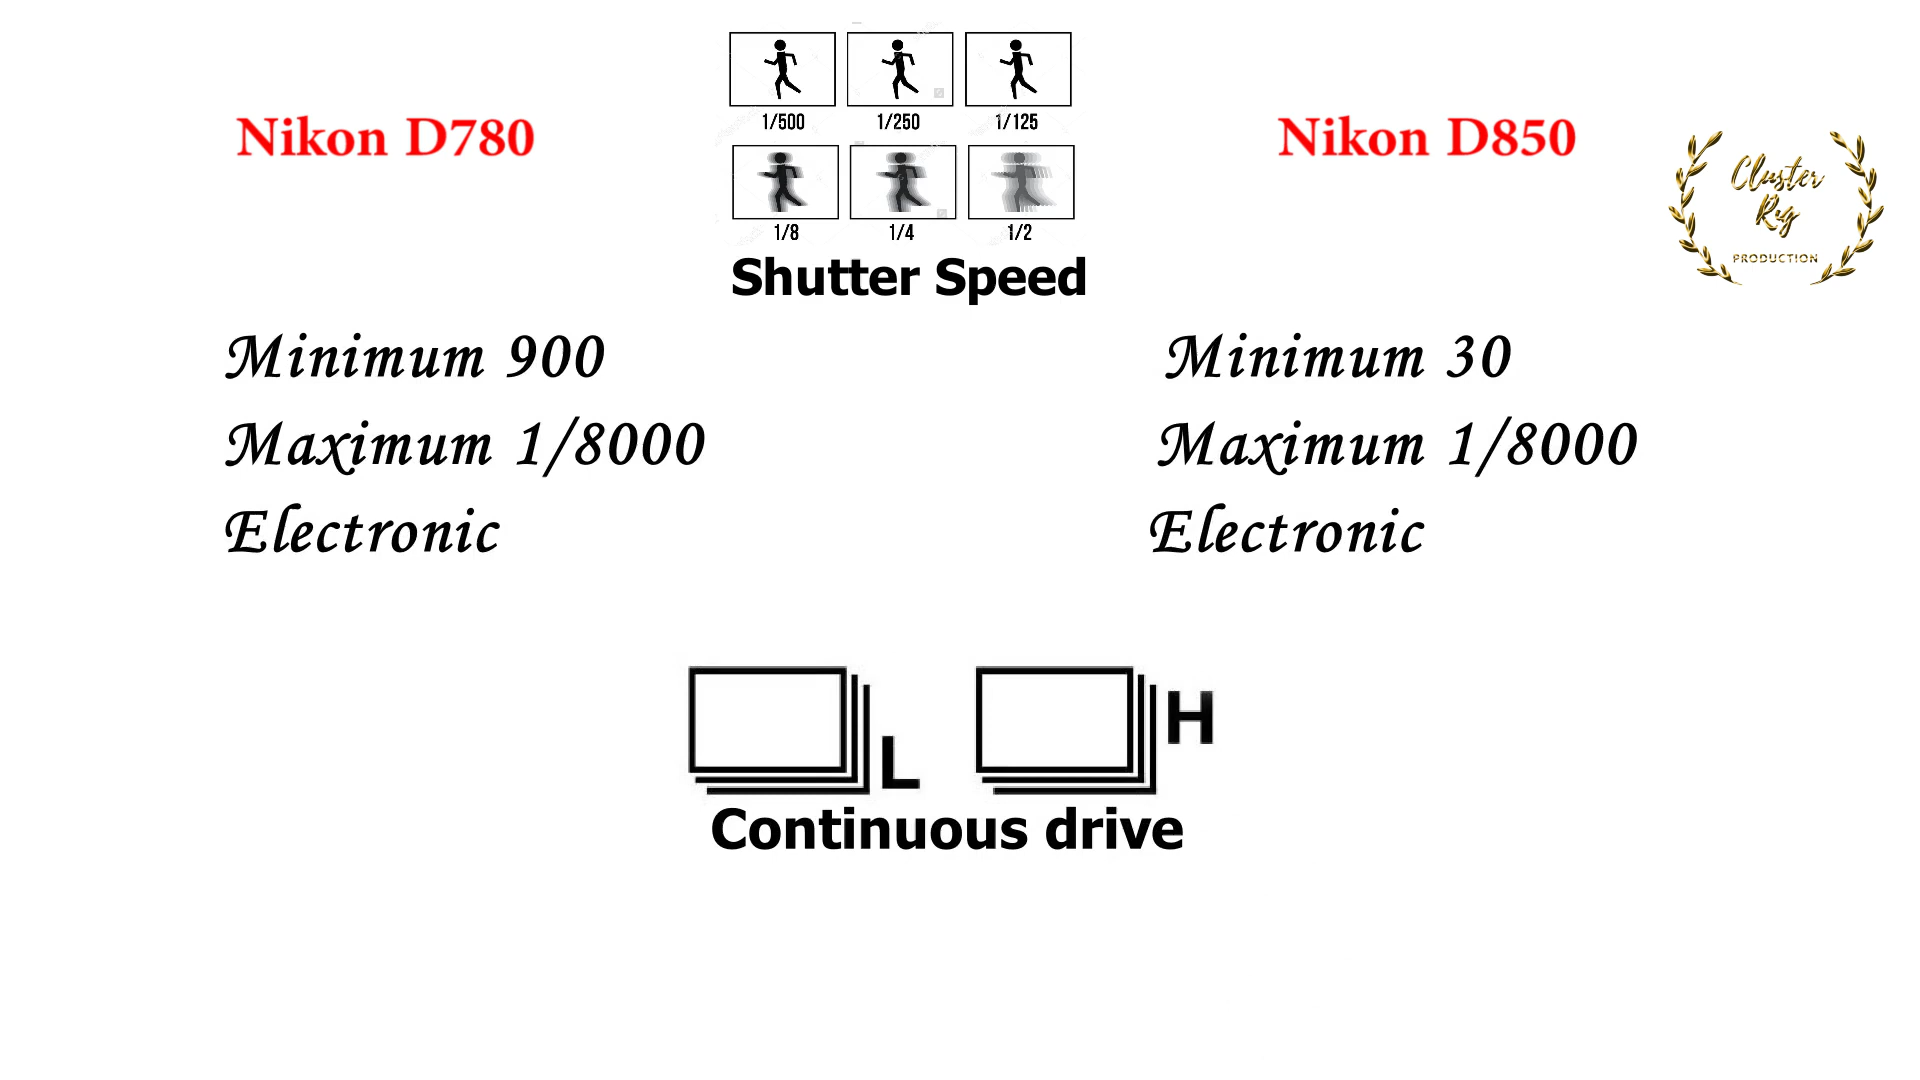 1/500 1/250 1/125
Nikon D780
Nikon D850
Cluster
Rig
PRODUCTION
1/8 1/4 1/2
Shutter Speed
Minimum 900
Minimum 30
Maximum 1/8000
Maximum 1/8000
Electronic
Electronic
L
H
Continuous drive